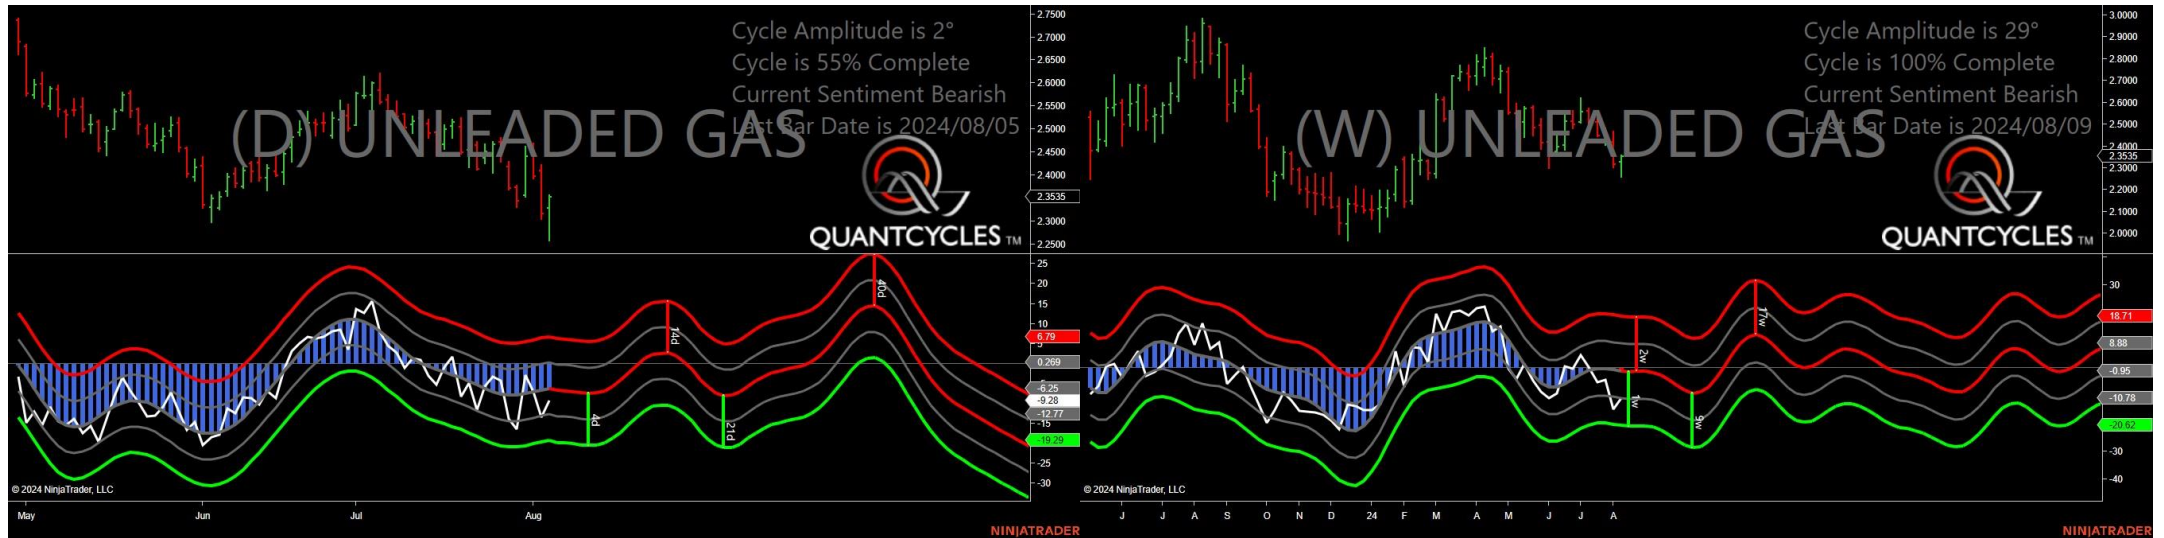 Cycle Amplitude is 2°
Cycle is 55% Complete
Current Sentiment Bearish
Last Bar Date is 2024/08/05
(D) UNLEADED GAS
QUANTCYCLES TM
2.7500
2.7000
2.6500
2.6000
2.5500
2.5000
2.4500
2.4000
2.3535
2.3000
2.2500
14d
40d
4d
21d
25
20
15
10
6.79
5
0.269
-6.25
-9.28
-12.77
-15
-19.29
-25
-30
© 2024 NinjaTrader, LLC
May Jun Jul Aug
NINJATRADER
Cycle Amplitude is 29°
Cycle is 100% Complete
Current Sentiment Bearish
Last Bar Date is 2024/08/09
(W) UNLEADED GAS
QUANTCYCLES TM
3.0000
2.9000
2.8000
2.7000
2.6000
2.5000
2.4000
2.3535
2.3000
2.2000
2.1000
2.0000
2w
17w
1w
9w
30
18.71
8.88
-0.95
-10.78
-20.62
-30
-40
© 2024 NinjaTrader, LLC
J J A S O N D 24 F M A M J J A
NINJATRADER